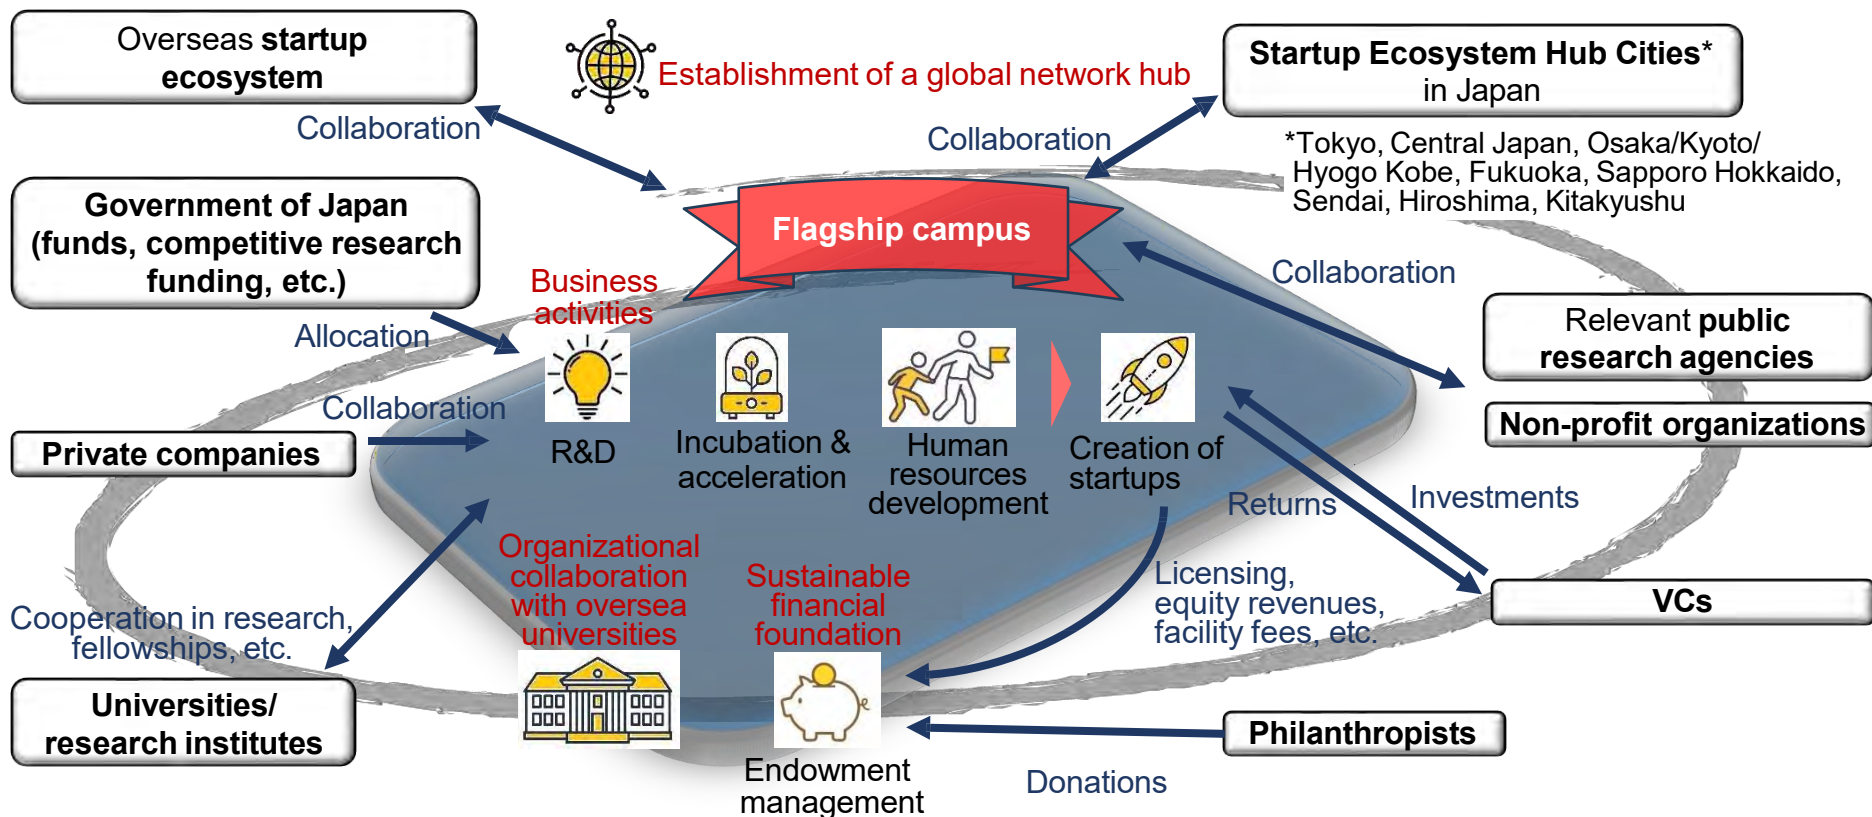 Overseas startup
ecosystem
Establishment of a global network hub
Startup Ecosystem Hub Cities*
in Japan
Collaboration
Collaboration
*Tokyo, Central Japan, Osaka/Kyoto/
Hyogo Kobe, Fukuoka, Sapporo Hokkaido,
Sendai, Hiroshima, Kitakyushu
Government of Japan
(funds, competitive research
funding, etc.)
Flagship campus
Collaboration
Business
activities
Allocation
Relevant public
research agencies
Collaboration
Private companies
R&D
Incubation &
acceleration
Human
resources
development
Creation of
startups
Non-profit organizations
Returns
Investments
Organizational
collaboration
with oversea
universities
Sustainable
financial
foundation
Licensing,
equity revenues,
facility fees, etc.
VCs
Cooperation in research,
fellowships, etc.
Universities/
research institutes
Philanthropists
Endowment
management
Donations